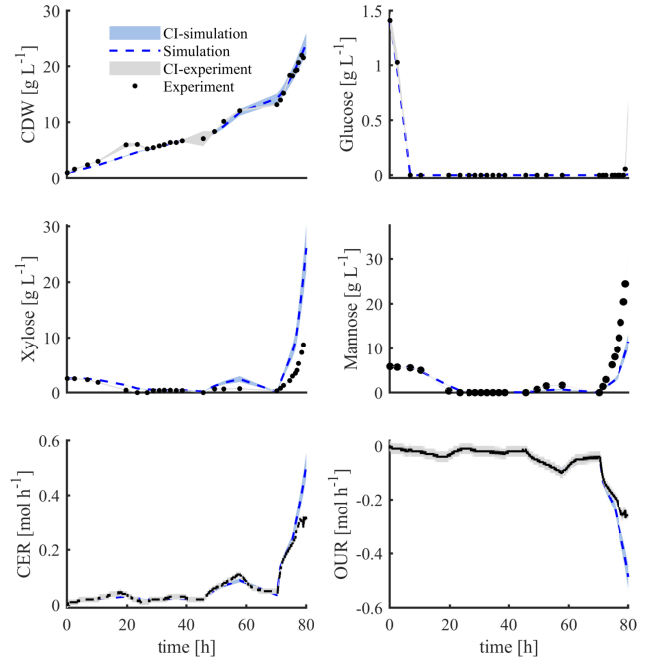 CDW [g L⁻¹]
30
20
10
0
CI-simulation
Simulation
CI-experiment
Experiment
Glucose [g L⁻¹]
1.5
1
0.5
0
Xylose [g L⁻¹]
30
20
10
0
Mannose [g L⁻¹]
30
20
10
0
CER [mol h⁻¹]
0.6
0.4
0.2
0
0 20 40 60 80
time [h]
OUR [mol h⁻¹]
0
-0.2
-0.4
-0.6
0 20 40 60 80
time [h]